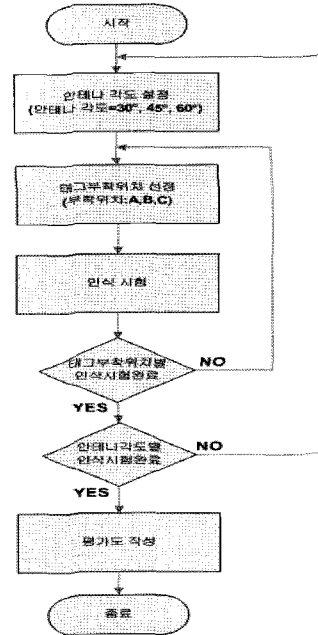 시작
안테나 각도 설정
(안테나 각도=30°, 45°, 60°)
태그부착위치 선정
(부착위치:A,B,C)
인식 시험
태그부착위치별
인식시험완료
NO
YES
안테나각도별
인식시험완료
NO
YES
평가도 작성
종료